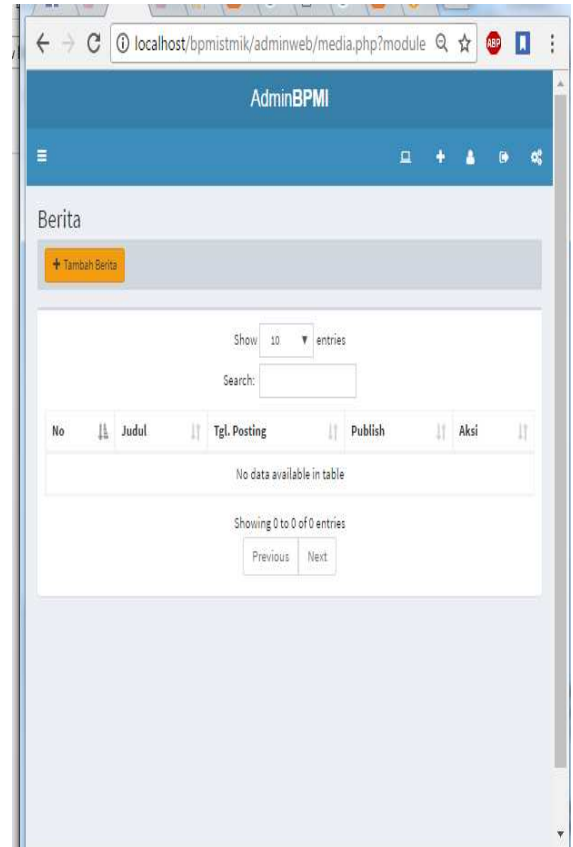 localhost/bpmistmik/adminweb/media.php?module
ABP
AdminBPMI
Berita
+ Tambah Berita
Show 10 entries
Search:
No Judul Tgl. Posting Publish Aksi
No data available in table
Showing 0 to 0 of 0 entries
Previous Next